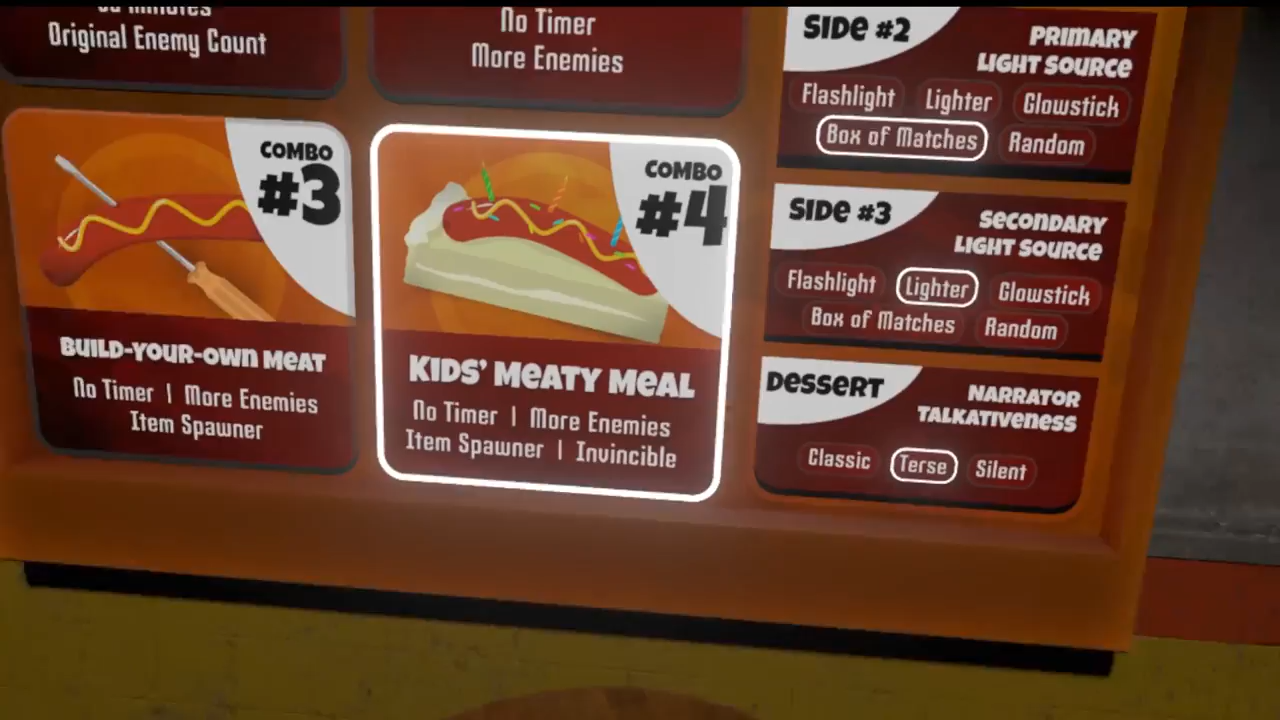 Original Enemy Count
No Timer
More Enemies
COMBO
#3
BUILD-YOUR-OWN MEAT
No Timer | More Enemies
Item Spawner
COMBO
#4
KIDS' MEATY MEAL
No Timer | More Enemies
Item Spawner | Invincible
SIDE #2
PRIMARY
LIGHT SOURCE
Flashlight Lighter Glowstick
Box of Matches Random
SIDE #3
SECONDARY
LIGHT SOURCE
Flashlight Lighter Glowstick
Box of Matches Random
DESSERT
NARRATOR
TALKATIVENESS
Classic Terse Silent